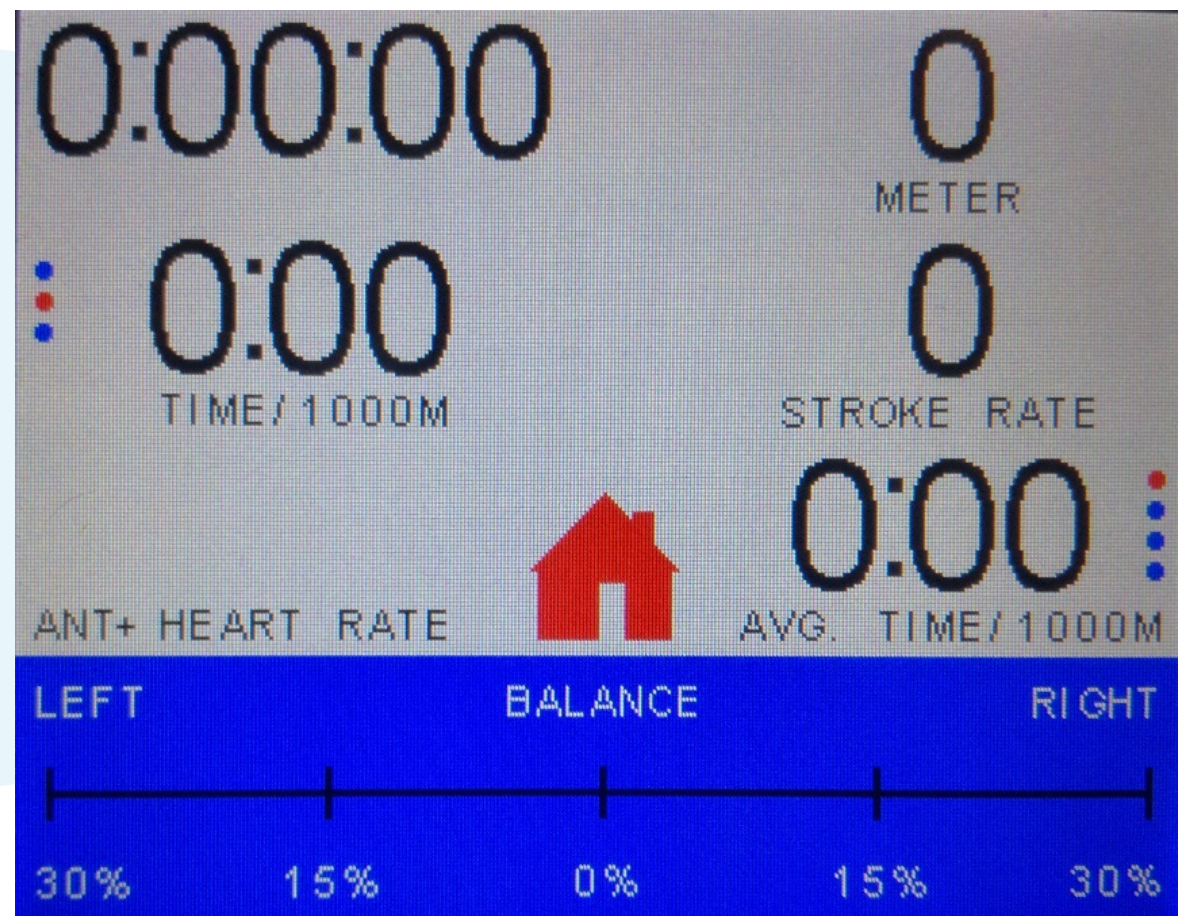 0:00:00 0
METER
0:00 0
TIME/1000M STROKE RATE
0:00
ANT+ HEART RATE AVG. TIME/1000M
LEFT BALANCE RIGHT
30% 15% 0% 15% 30%